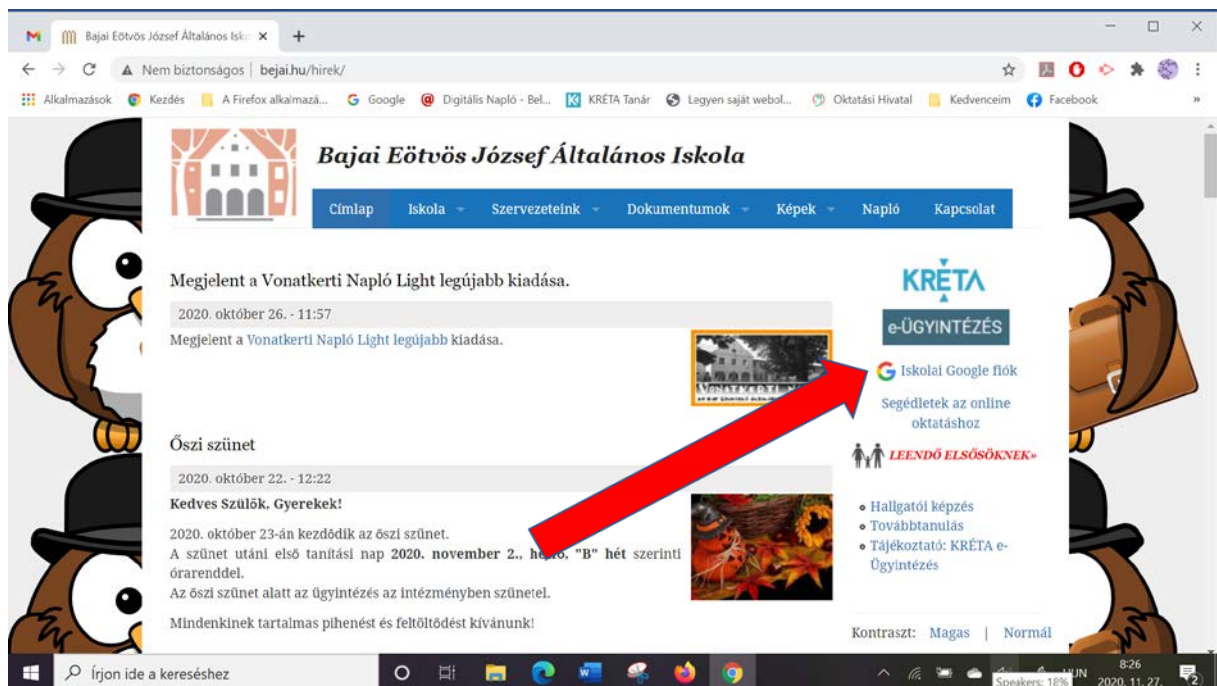 Bajai Eötvös József Általános Isko
Nem biztonságos | bejai.hu/hirek/
Alkalmazások Kezdés A Firefox alkalmazá... Google Digitális Napló - Bel... KRÉTA Tanár Legyen saját webol... Oktatási Hivatal Kedvenceim Facebook »
Bajai Eötvös József Általános Iskola
Címlap Iskola Szervezeteink Dokumentumok Képek Napló Kapcsolat
Megjelent a Vonatkerti Napló Light legújabb kiadása.
2020. október 26. - 11:57
Megjelent a Vonatkerti Napló Light legújabb kiadása.
Őszi szünet
2020. október 22. - 12:22
Kedves Szülők, Gyerekek!
2020. október 23-án kezdődik az őszi szünet.
A szünet utáni első tanítási nap 2020. november 2., "B" hét szerinti
órarenddel.
Az őszi szünet alatt az ügyintézés az intézményben szünetel.
Mindenkinek tartalmas pihenést és feltöltődést kívánunk!
KRÉTA
e-ÜGYINTÉZÉS
Iskolai Google fiók
Segédletek az online
oktatáshoz
LEENDŐ ELSŐSÖKNEK»
Hallgatói képzés
Továbbtanulás
Tájékoztató: KRÉTA e-
Ügyintézés
Kontraszt: Magas | Normál
Írjon ide a kereséshez
HUN
8:26
2020. 11. 27.
Speakers: 18%
2